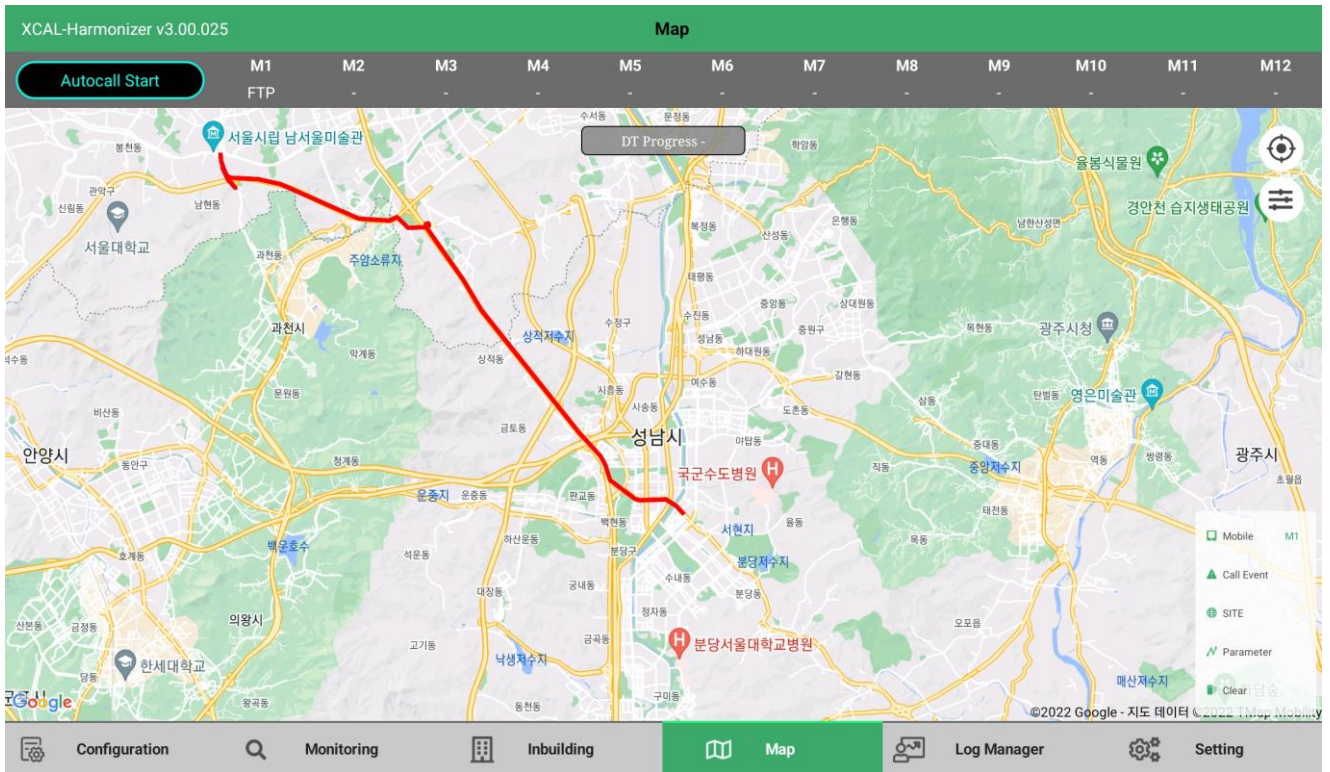 XCAL-Harmonizer v3.00.025
Map
Autocall Start
M1 M2 M3 M4 M5 M6 M7 M8 M9 M10 M11 M12
FTP - - - - - - - - - - -
DT Progress -
수서동
문정동
학암동
서울시립 남서울미술관
봉천동
율봄식물원
관악구
신림동
남현동
경안천 습지생태공원
서울대학교
과천동
주암소류지
복정동
산성동
은행동
남한산성면
태평동
과천시
중앙동
상대원동
수정구
수진동
중원구
목현동
광주시청
상적저수지
성남동
하대원동
막계동
상적동
갈현동
문원동
시흥동
여수동
사송동
삼동
탄벌동
영은미술관
비산동
도촌동
금토동
성남시
야탑동
중대동
안양시
동안구
청계동
국군수도병원
직동
중앙저수지
역동
쌍령동
광주시
초월읍
운중지
운중동
판교동
백현동
서현지
율동
태전동
Mobile M1
호계동
백운호수
석운동
하산운동
분당구
분당저수지
목동
Call Event
수내동
대장동
궁내동
분당동
정자동
SITE
의왕시
산본동
금정동
고기동
금곡동
분당서울대학교병원
오포읍
Parameter
한세대학교
당동
낙생저수지
매산저수지
Clear
구미동
Google
왕곡동
동천동
©2022 Google - 지도 데이터 ©2022 TMap Mobility
Configuration
Monitoring
Inbuilding
Map
Log Manager
Setting